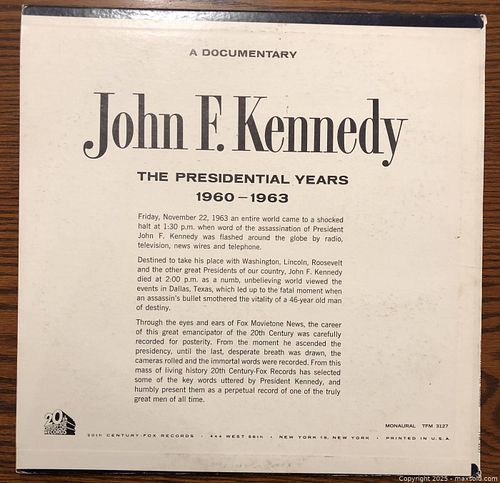 A DOCUMENTARY
John F. Kennedy
THE PRESIDENTIAL YEARS
1960 – 1963
Friday, November 22, 1963 an entire world came to a shocked
halt at 1:30 p.m. when word of the assassination of President
John F. Kennedy was flashed around the globe by radio,
television, news wires and telephone.
Destined to take his place with Washington, Lincoln, Roosevelt
and the other great Presidents of our country, John F. Kennedy
died at 2:00 p.m. as a numb, unbelieving world viewed the
events in Dallas, Texas, which led up to the fatal moment when
an assassin's bullet smothered the vitality of a 46-year old man
of destiny.
Through the eyes and ears of Fox Movietone News, the career
of this great emancipator of the 20th Century was carefully
recorded for posterity. From the moment he ascended the
presidency, until the last, desperate breath was drawn, the
cameras rolled and the immortal words were recorded. From this
mass of living history 20th Century-Fox Records has selected
some of the key words uttered by President Kennedy, and
humbly present them as a perpetual record of one of the truly
great men of all time.
MONAURAL TFM 3127
20th CENTURY-FOX RECORDS • 444 WEST 56th • NEW YORK 19, NEW YORK • PRINTED IN U.S.A.
Copyright 2025 - maxsold.com